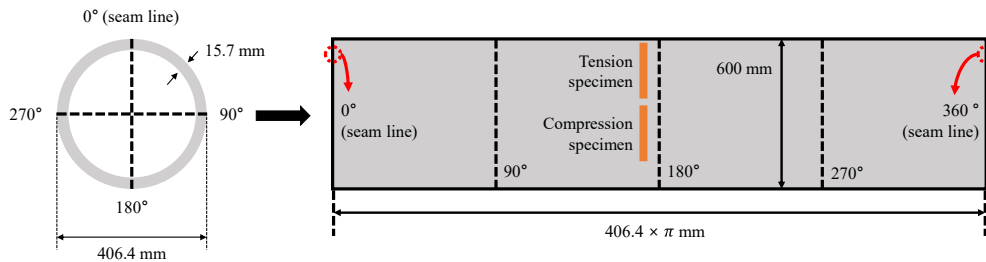 0° (seam line)
15.7 mm
270°
90°
180°
406.4 mm
Tension
specimen
600 mm
0°
(seam line)
Compression
specimen
360 °
(seam line)
90°
180°
270°
406.4 × π mm